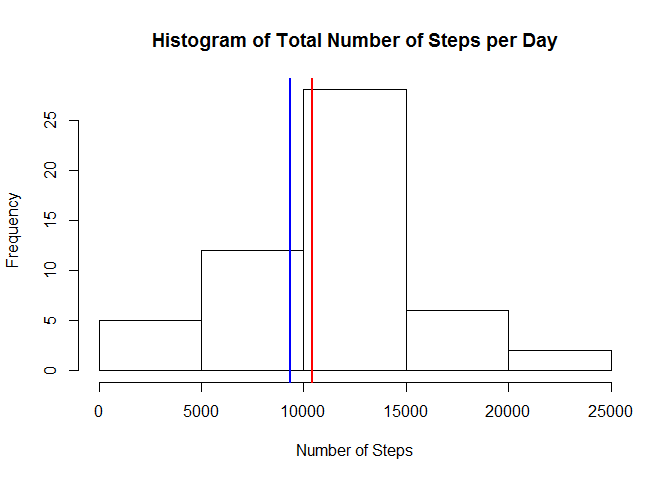 Histogram of Total Number of Steps per Day
Frequency
25
20
15
10
5
0
0 5000 10000 15000 20000 25000
Number of Steps